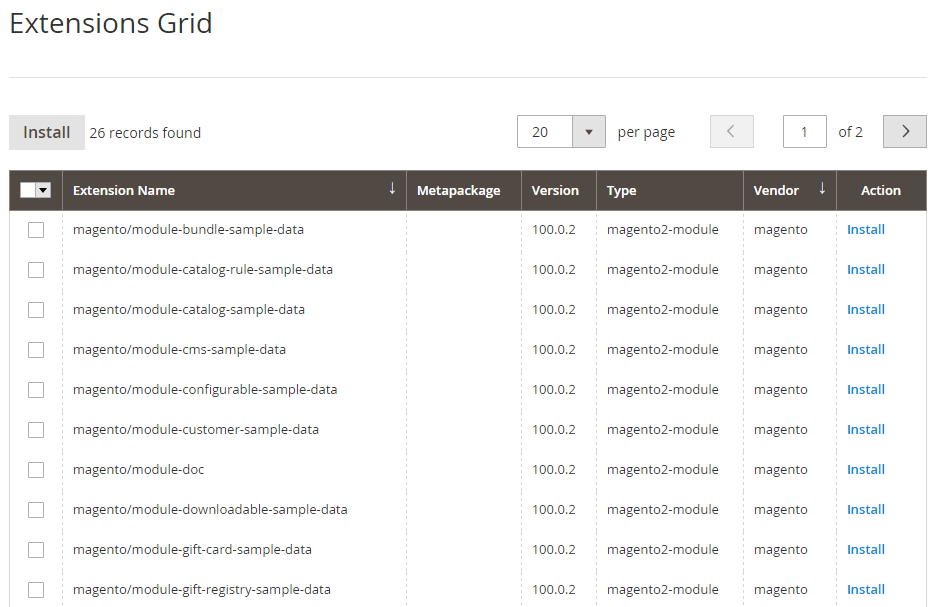 Extensions Grid
Install 26 records found 20 per page 1 of 2
Extension Name ↓ Metapackage Version Type Vendor ↓ Action
magento/module-bundle-sample-data 100.0.2 magento2-module magento Install
magento/module-catalog-rule-sample-data 100.0.2 magento2-module magento Install
magento/module-catalog-sample-data 100.0.2 magento2-module magento Install
magento/module-cms-sample-data 100.0.2 magento2-module magento Install
magento/module-configurable-sample-data 100.0.2 magento2-module magento Install
magento/module-customer-sample-data 100.0.2 magento2-module magento Install
magento/module-doc 100.0.2 magento2-module magento Install
magento/module-downloadable-sample-data 100.0.2 magento2-module magento Install
magento/module-gift-card-sample-data 100.0.2 magento2-module magento Install
magento/module-gift-registry-sample-data 100.0.2 magento2-module magento Install